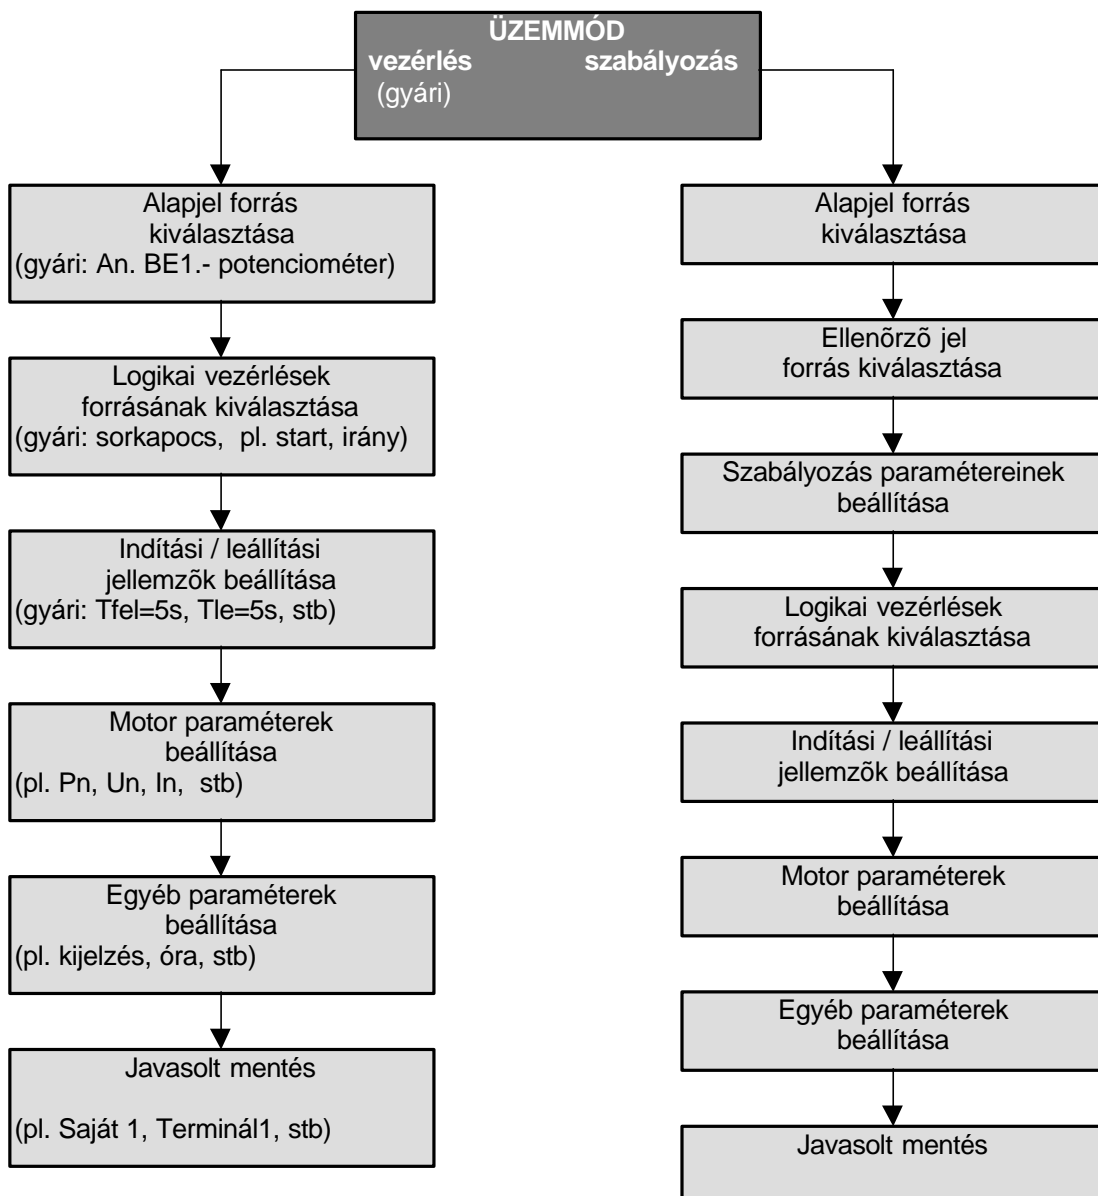 ÜZEMMÓD
vezérlés szabályozás
(gyári)
Alapjel forrás
kiválasztása
(gyári: An. BE1.- potenciométer)
Logikai vezérlések
forrásának kiválasztása
(gyári: sorkapocs, pl. start, irány)
Indítási / leállítási
jellemzõk beállítása
(gyári: Tfel=5s, Tle=5s, stb)
Motor paraméterek
beállítása
(pl. Pn, Un, In, stb)
Egyéb paraméterek
beállítása
(pl. kijelzés, óra, stb)
Javasolt mentés
(pl. Saját 1, Terminál1, stb)
Alapjel forrás
kiválasztása
Ellenõrzõ jel
forrás kiválasztása
Szabályozás paramétereinek
beállítása
Logikai vezérlések
forrásának kiválasztása
Indítási / leállítási
jellemzõk beállítása
Motor paraméterek
beállítása
Egyéb paraméterek
beállítása
Javasolt mentés